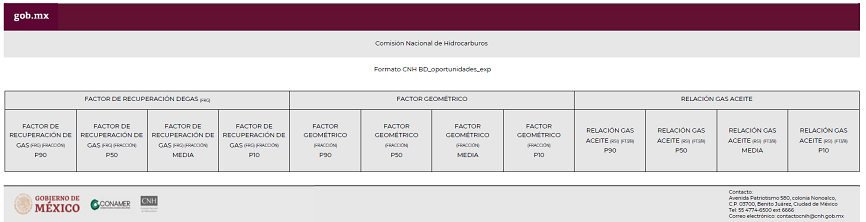 gob.mx
Comisión Nacional de Hidrocarburos
Formato CNH BD_oportunidades_exp
FACTOR DE RECUPERACIÓN DEGAS (FRG)
FACTOR GEOMÉTRICO
RELACIÓN GAS ACEITE
FACTOR DE
RECUPERACIÓN DE
GAS (FRG) (FRACCIÓN)
P90
FACTOR DE
RECUPERACIÓN DE
GAS (FRG) (FRACCIÓN)
P50
FACTOR DE
RECUPERACIÓN DE
GAS (FRG) (FRACCIÓN)
MEDIA
FACTOR DE
RECUPERACIÓN DE
GAS (FRG) (FRACCIÓN)
P10
FACTOR
GEOMÉTRICO
(FRACCIÓN)
P90
FACTOR
GEOMÉTRICO
(FRACCIÓN)
P50
FACTOR
GEOMÉTRICO
(FRACCIÓN)
MEDIA
FACTOR
GEOMÉTRICO
(FRACCIÓN)
P10
RELACIÓN GAS
ACEITE (RSI) (FT3/B)
P90
RELACIÓN GAS
ACEITE (RSI) (FT3/B)
P50
RELACIÓN GAS
ACEITE (RSI) (FT3/B)
MEDIA
RELACIÓN GAS
ACEITE (RSI) (FT3/B)
P10
GOBIERNO DE
MÉXICO
CONAMER
CNH
Contacto:
Avenida Patriotismo 580, colonia Nonoalco,
C.P. 03700, Benito Juárez, Ciudad de México
Tel: 55 4774-6500 ext 6666
Correo electrónico: contactocnih@cnh.gob.mx